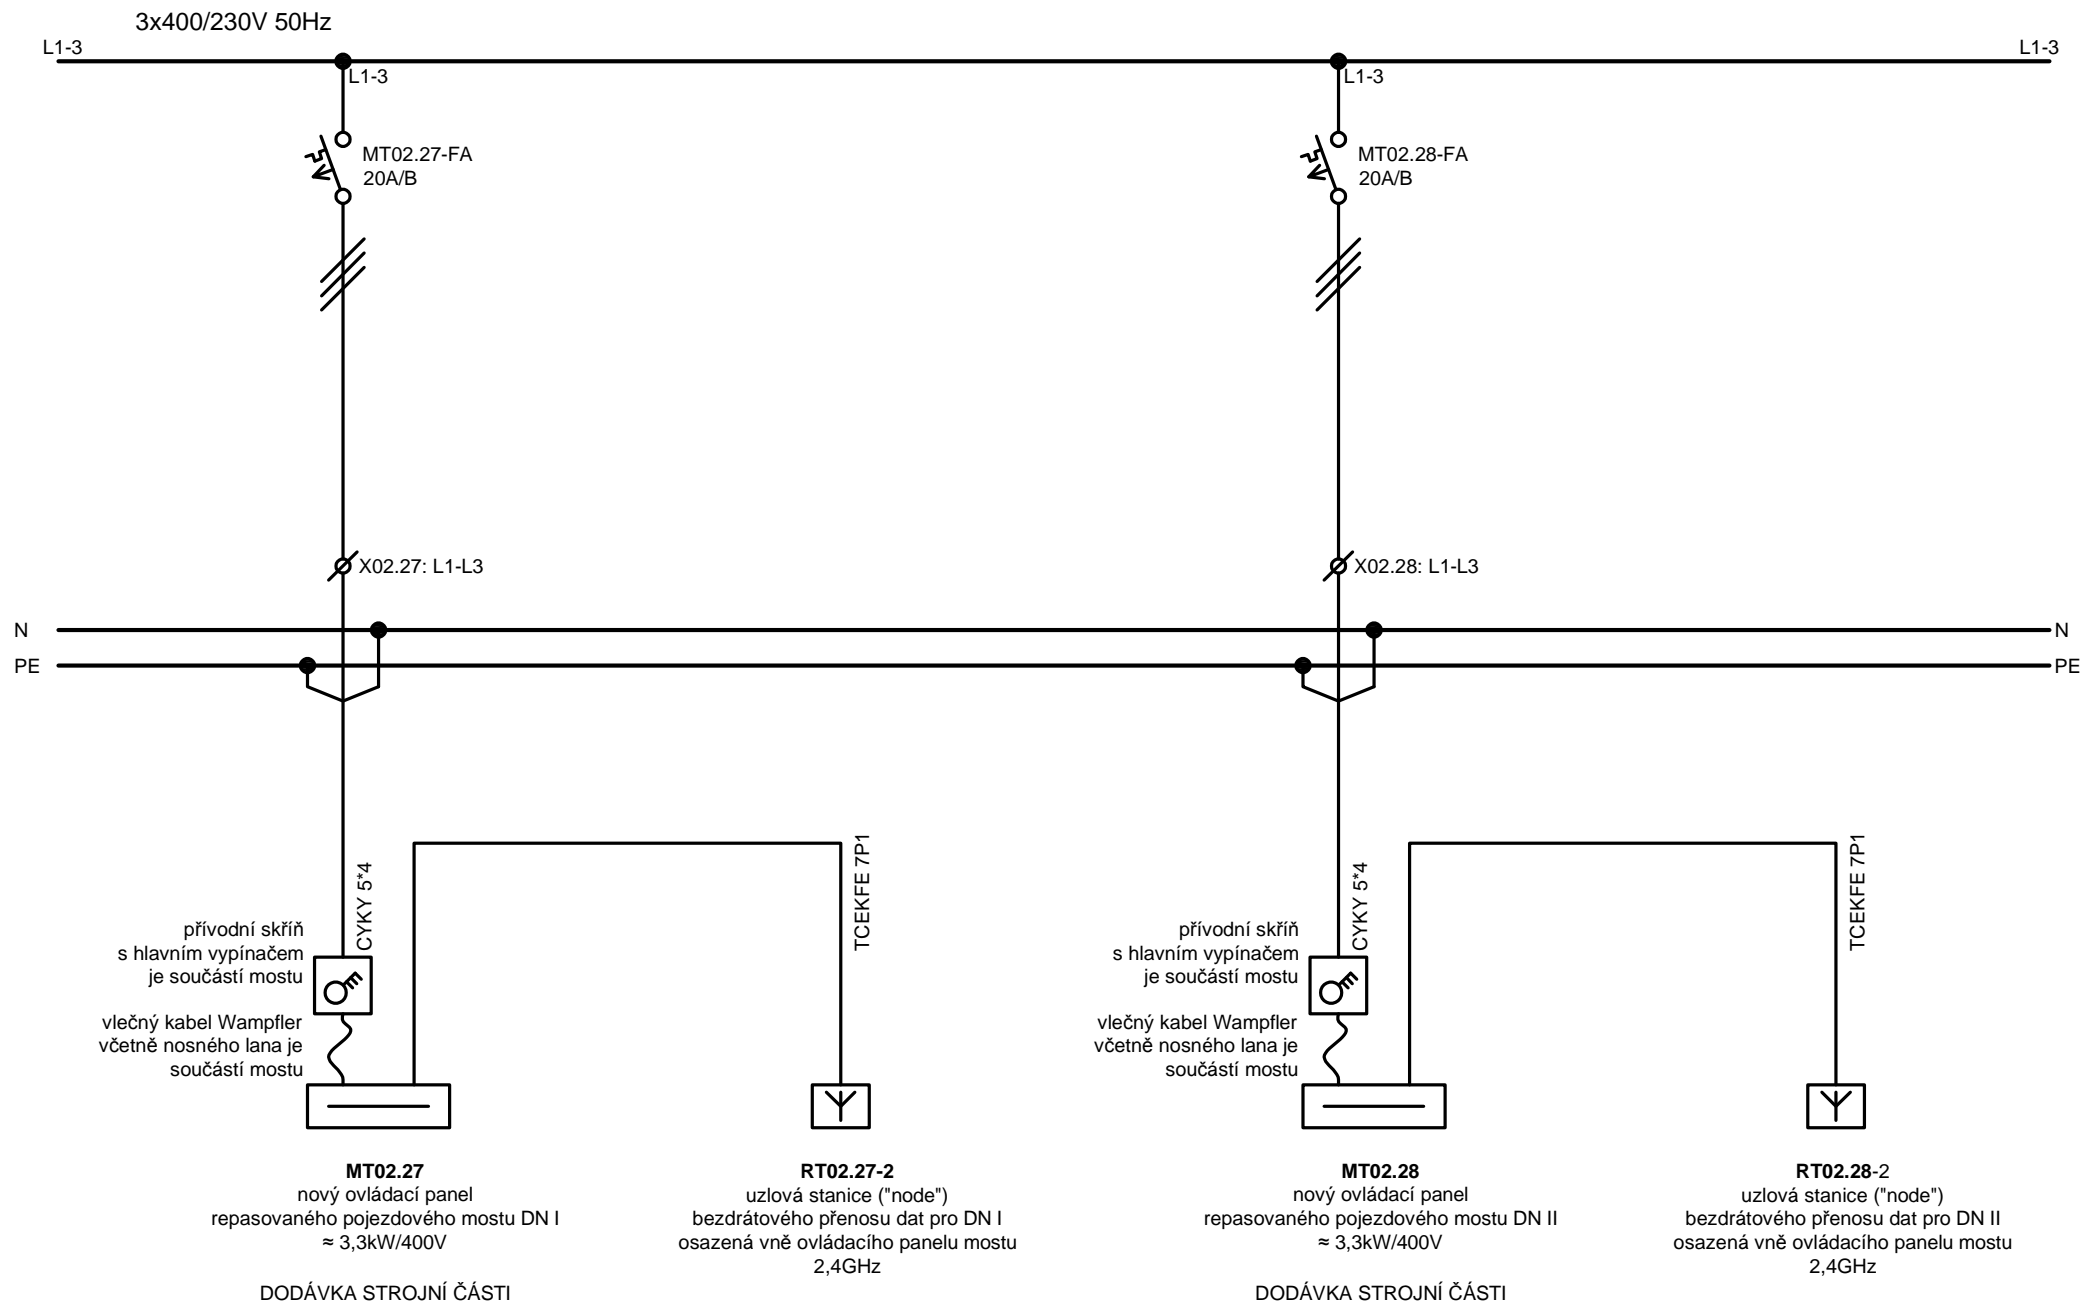 3x400/230V 50Hz
L1-3
L1-3
L1-3
L1-3
MT02.27-FA
20A/B
MT02.28-FA
20A/B
X02.27: L1-L3
X02.28: L1-L3
N
N
PE
PE
CYKY 5*4
TCEKFE 7P1
CYKY 5*4
TCEKFE 7P1
přívodní skříň
s hlavním vypínačem
je součástí mostu
vlečný kabel Wampfler
včetně nosného lana je
součástí mostu
přívodní skříň
s hlavním vypínačem
je součástí mostu
vlečný kabel Wampfler
včetně nosného lana je
součástí mostu
MT02.27
nový ovládací panel
repasovaného pojezdového mostu DN I
≈ 3,3kW/400V
DODÁVKA STROJNÍ ČÁSTI
RT02.27-2
uzlová stanice ("node")
bezdrátového přenosu dat pro DN I
osazená vně ovládacího panelu mostu
2,4GHz
MT02.28
nový ovládací panel
repasovaného pojezdového mostu DN II
≈ 3,3kW/400V
DODÁVKA STROJNÍ ČÁSTI
RT02.28-2
uzlová stanice ("node")
bezdrátového přenosu dat pro DN II
osazená vně ovládacího panelu mostu
2,4GHz